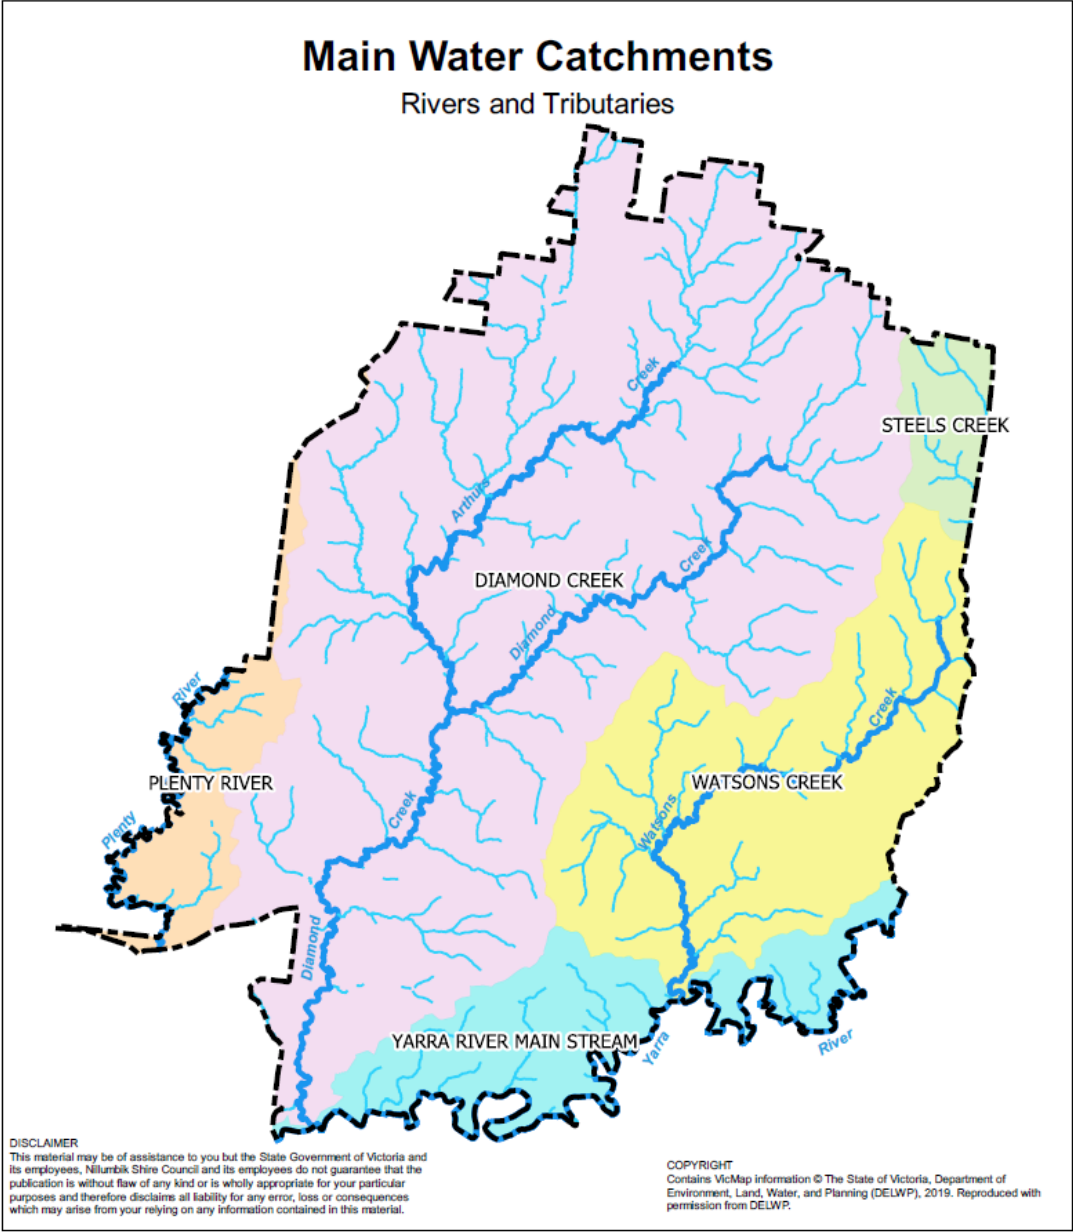 Main Water Catchments
Rivers and Tributaries
Creek
STEELS CREEK
Arthurs
Creek
DIAMOND CREEK
Diamond
River
Creek
PLENTY RIVER
WATSONS CREEK
Plenty
Creek
Watsons
Diamond
YARRA RIVER MAIN STREAM
Yarra
River
DISCLAIMER
This material may be of assistance to you but the State Government of Victoria and
its employees, Nillumbik Shire Council and its employees do not guarantee that the
publication is without flaw of any kind or is wholly appropriate for your particular
purposes and therefore disclaims all liability for any error, loss or consequences
which may arise from your relying on any information contained in this material.
COPYRIGHT
Contains VicMap information © The State of Victoria, Department of
Environment, Land, Water, and Planning (DELWP), 2019. Reproduced with
permission from DELWP.